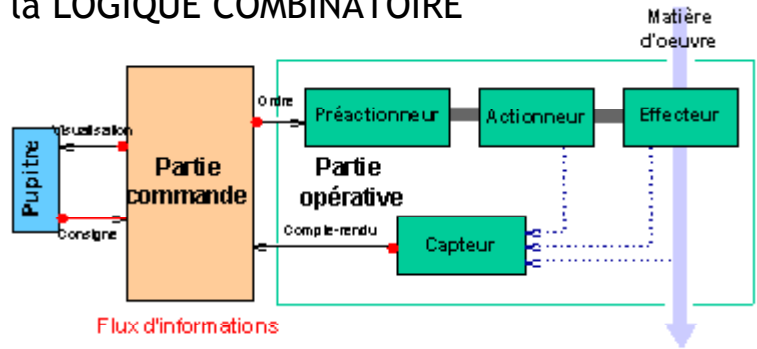 la LOGIQUE COMBINATOIRE
Matière
d'oeuvre
Ordre
Préactionneur
Actionneur
Effecteur
Visualisation
Pupitre
Partie
commande
Partie
opérative
Consigne
Compte-rendu
Capteur
Flux d'informations